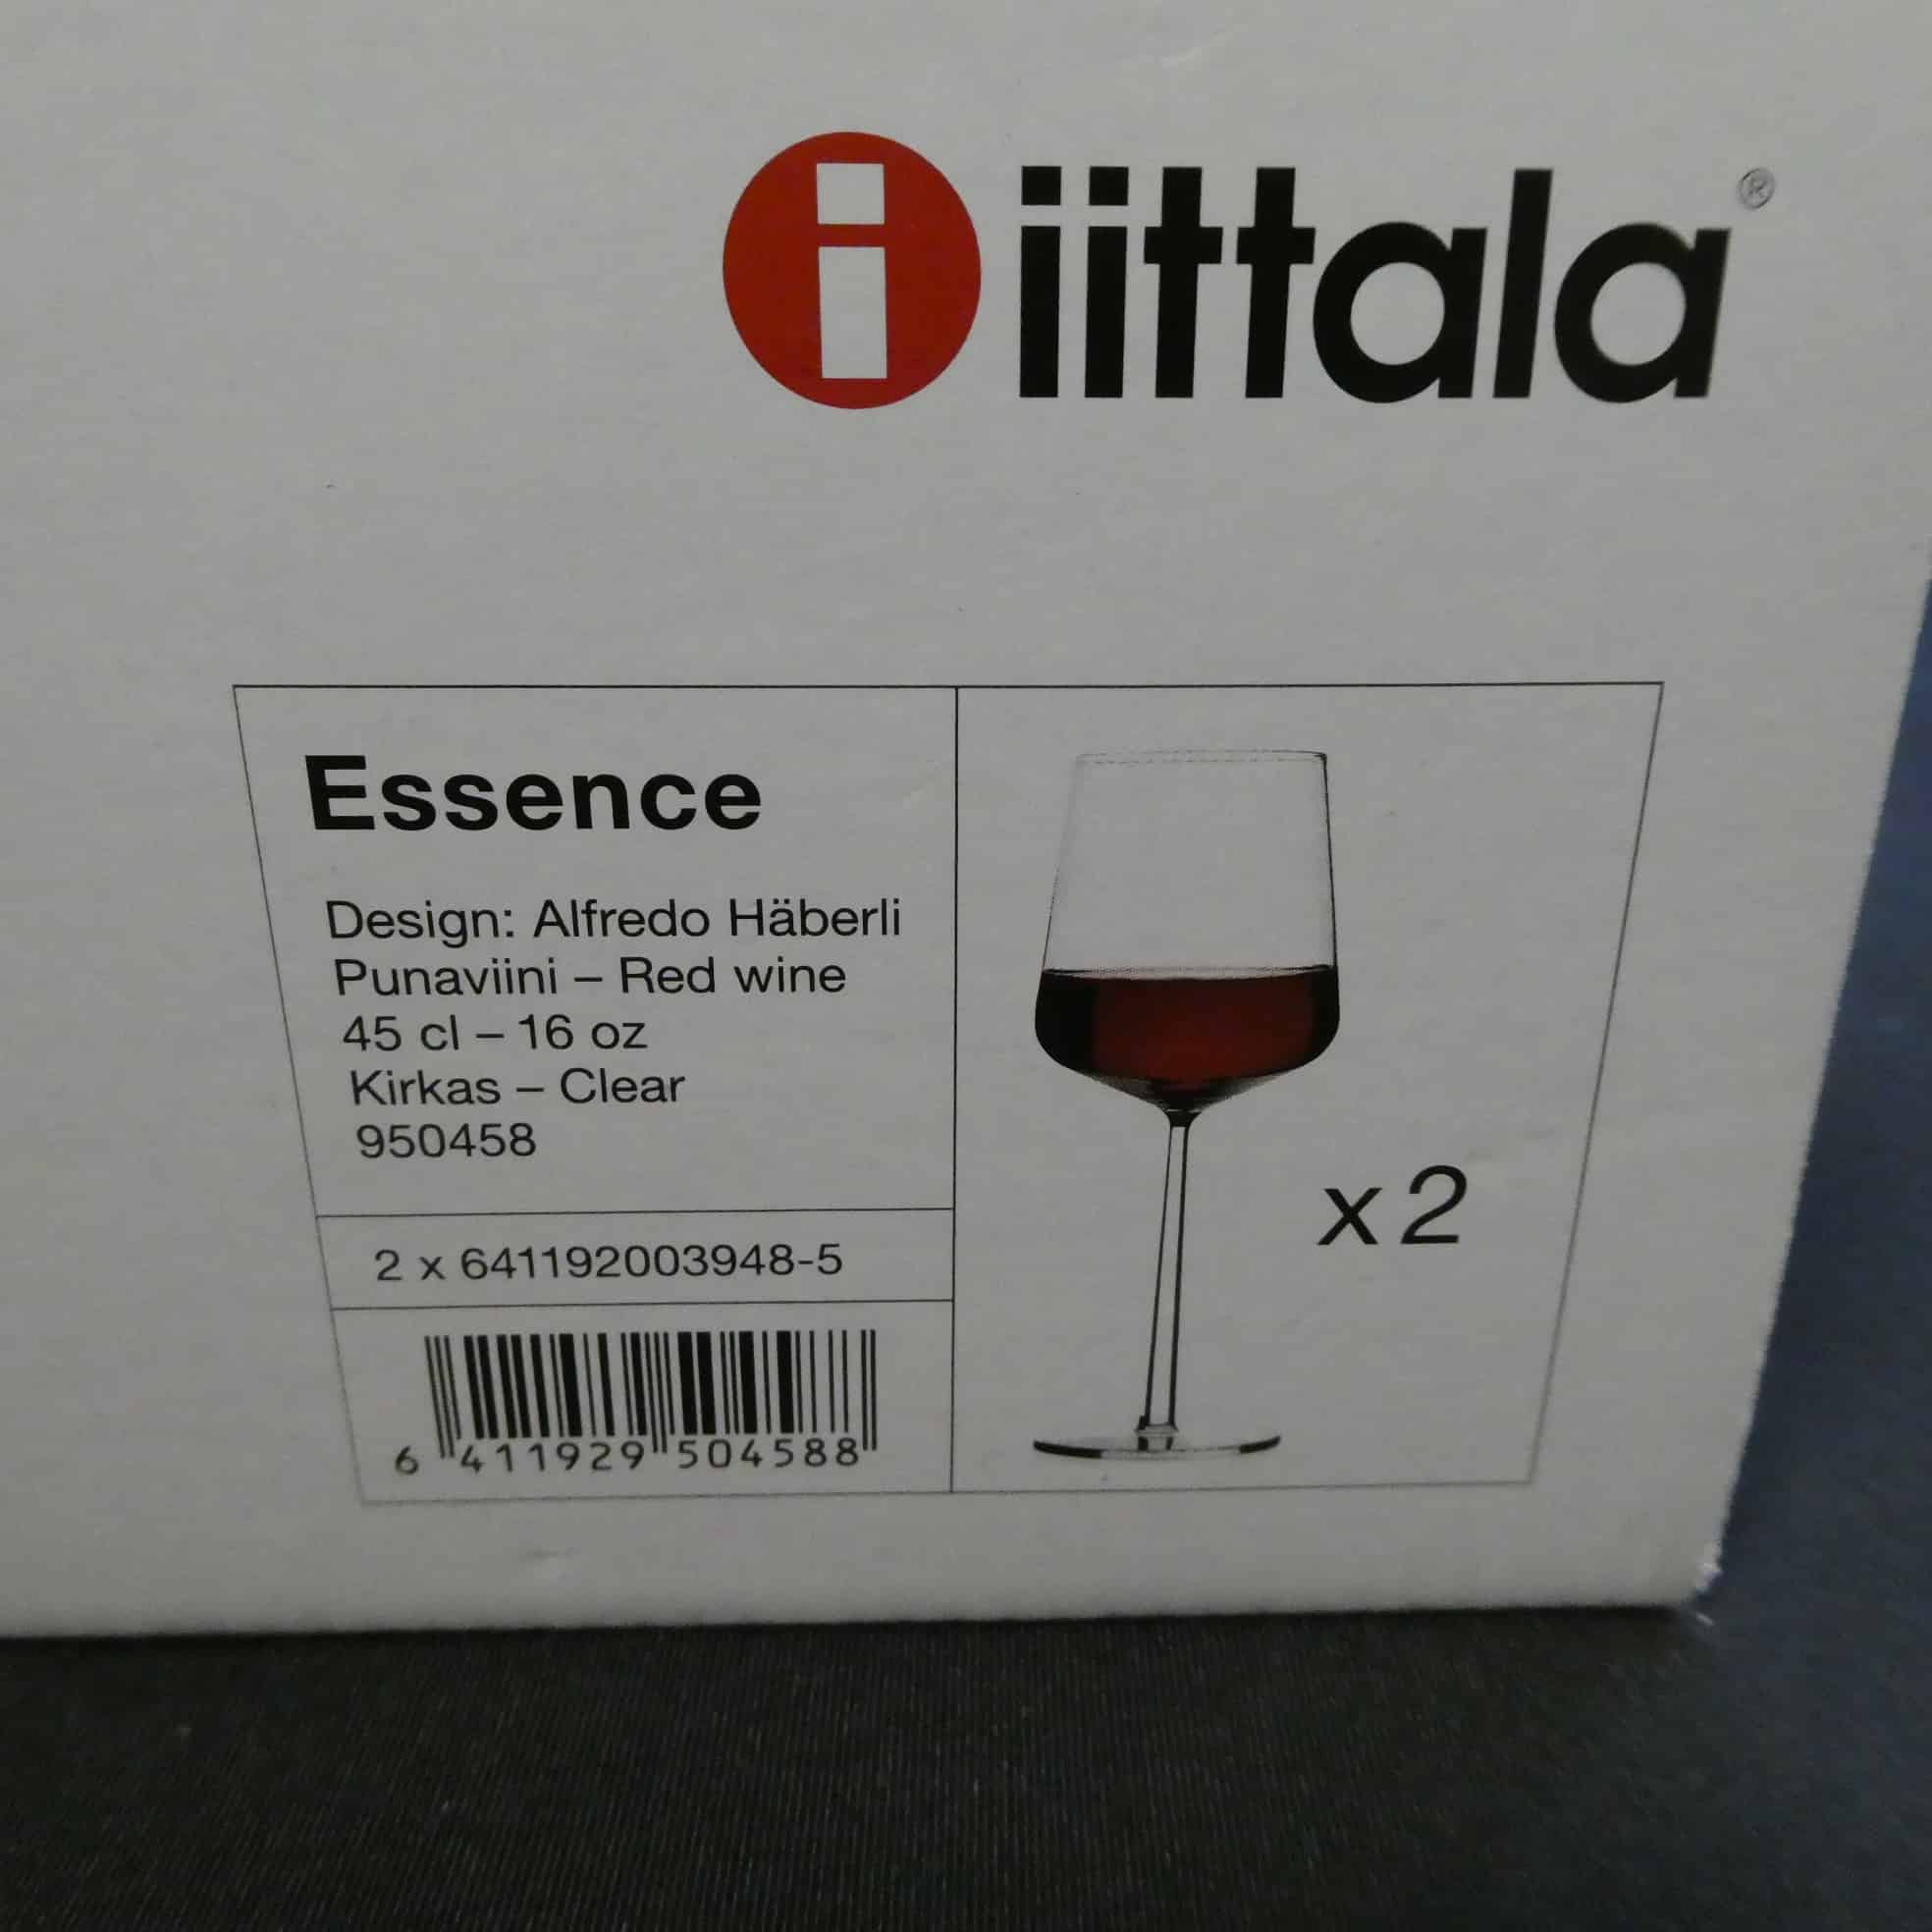 i iittala®
Essence
Design: Alfredo Häberli
Punaviini – Red wine
45 cl – 16 oz
Kirkas – Clear
950458
2 x 641192003948-5
6 411929 504588
x2